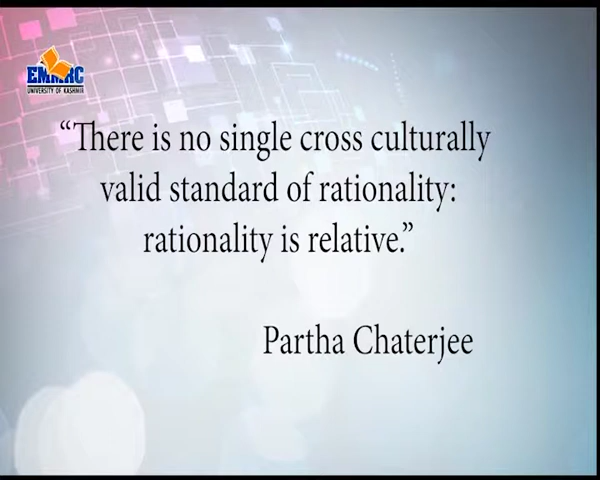 EMMRC
UNIVERSITY OF KASHMIR
“There is no single cross culturally
valid standard of rationality:
rationality is relative.”
Partha Chaterjee